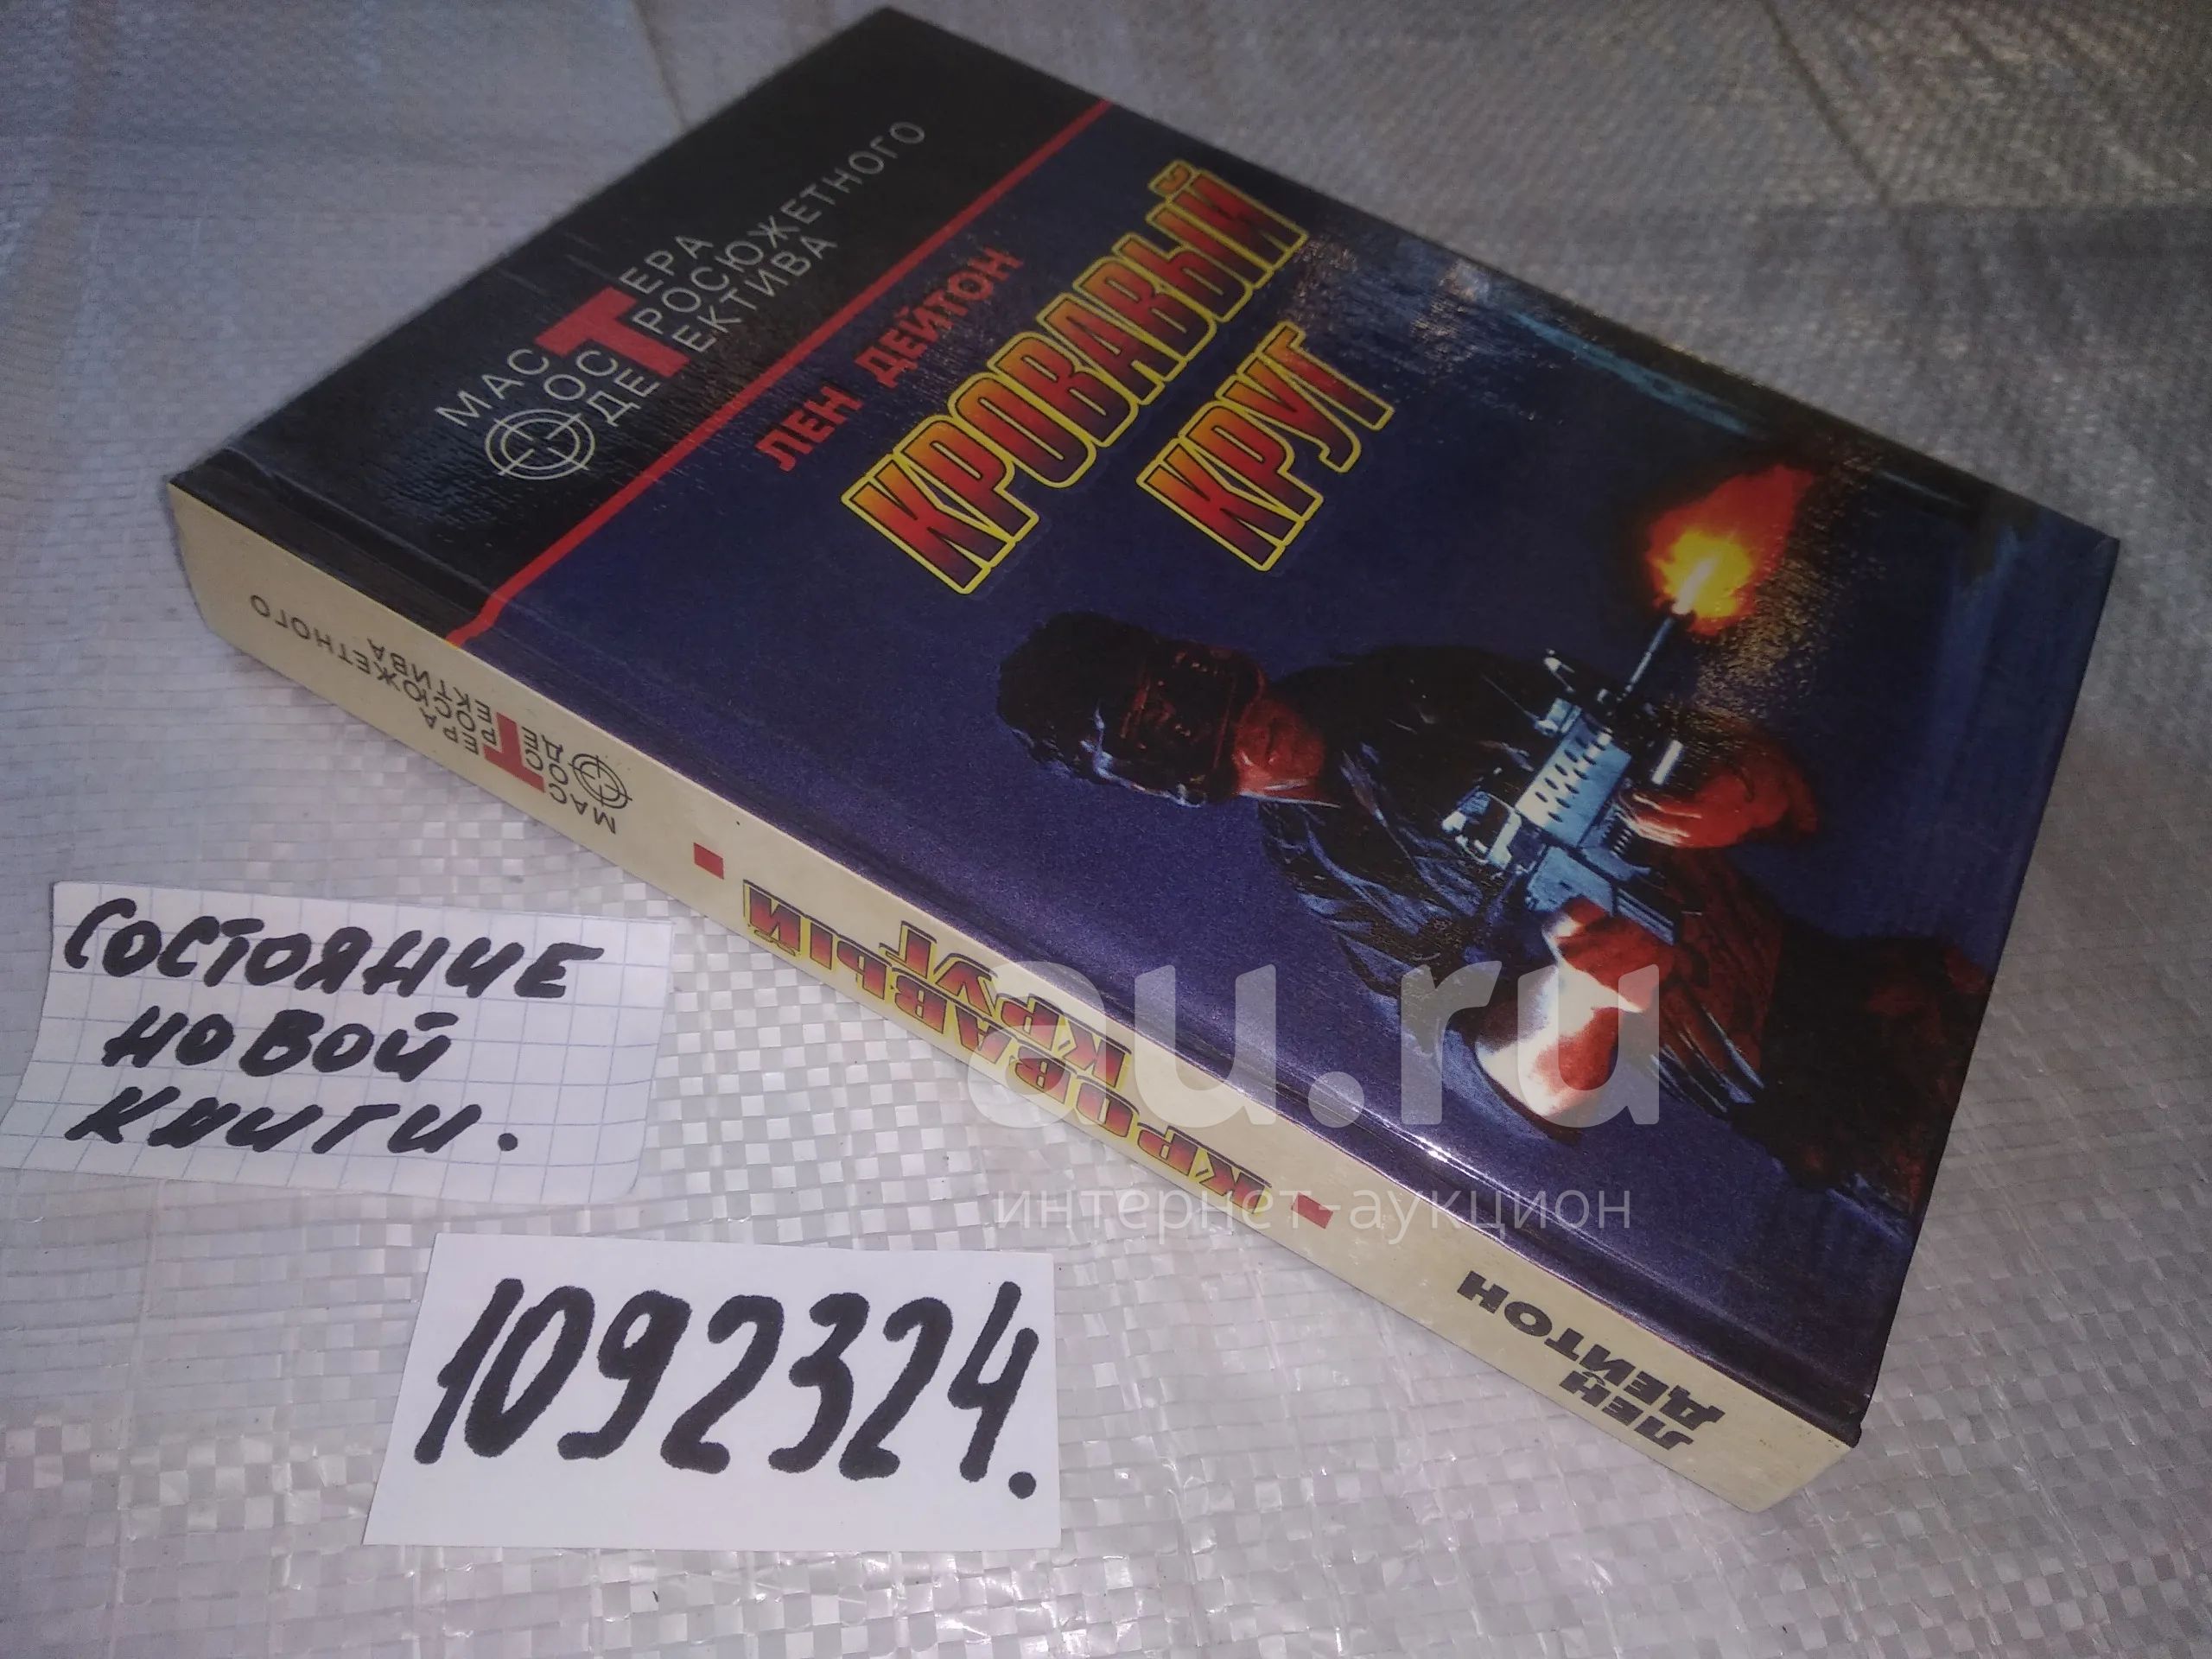 МАСТЕРА
ОСТРОСЮЖЕТНОГО
ДЕТЕКТИВА
ЛЕН ДЕЙТОН
КРОВАВЫЙ
КРУГ
МАСТЕРА
ОСТРОСЮЖЕТНОГО
ДЕТЕКТИВА
КРОВАВЫЙ
КРУГ
ЛЕН
ДЕЙТОН
СОСТОЯНИЕ
НОВОЙ
КНИГИ.
1092324.
au.ru
интернет-аукцион